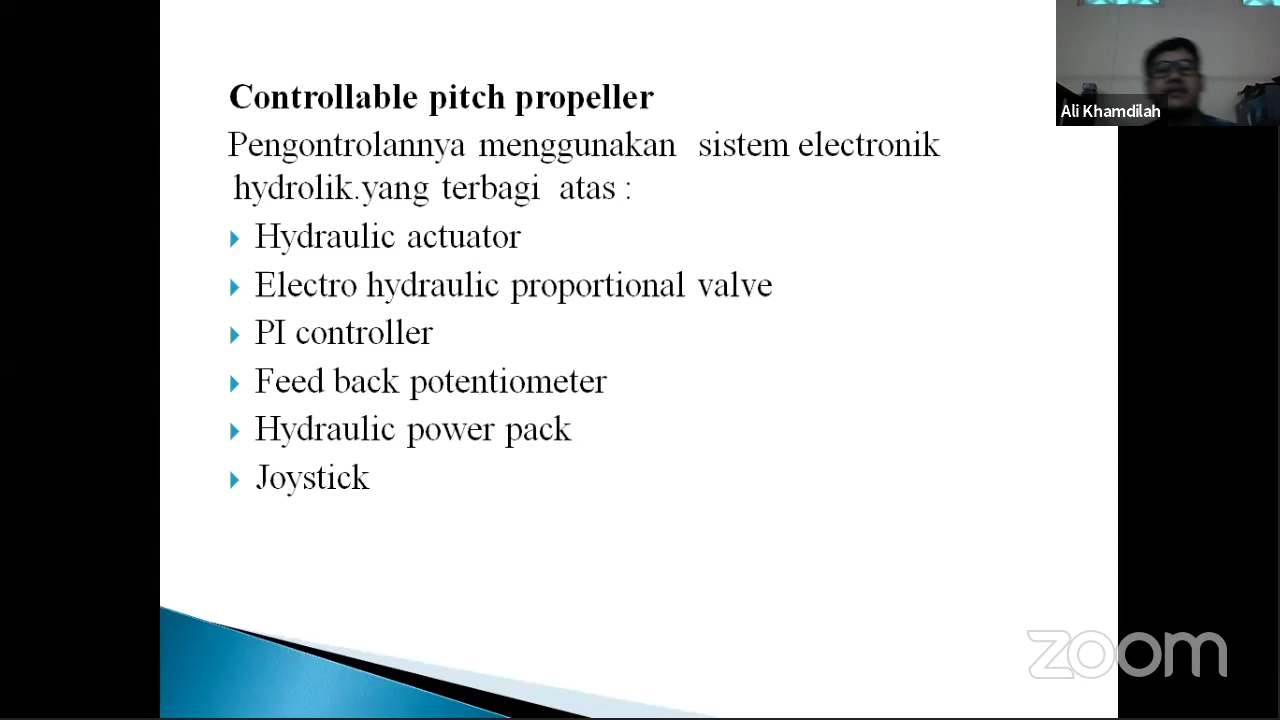 Controllable pitch propeller
Pengontrolannya menggunakan sistem electronik
hydrolik.yang terbagi atas :
Hydraulic actuator
Electro hydraulic proportional valve
PI controller
Feed back potentiometer
Hydraulic power pack
Joystick
Ali Khamdilah
zoom